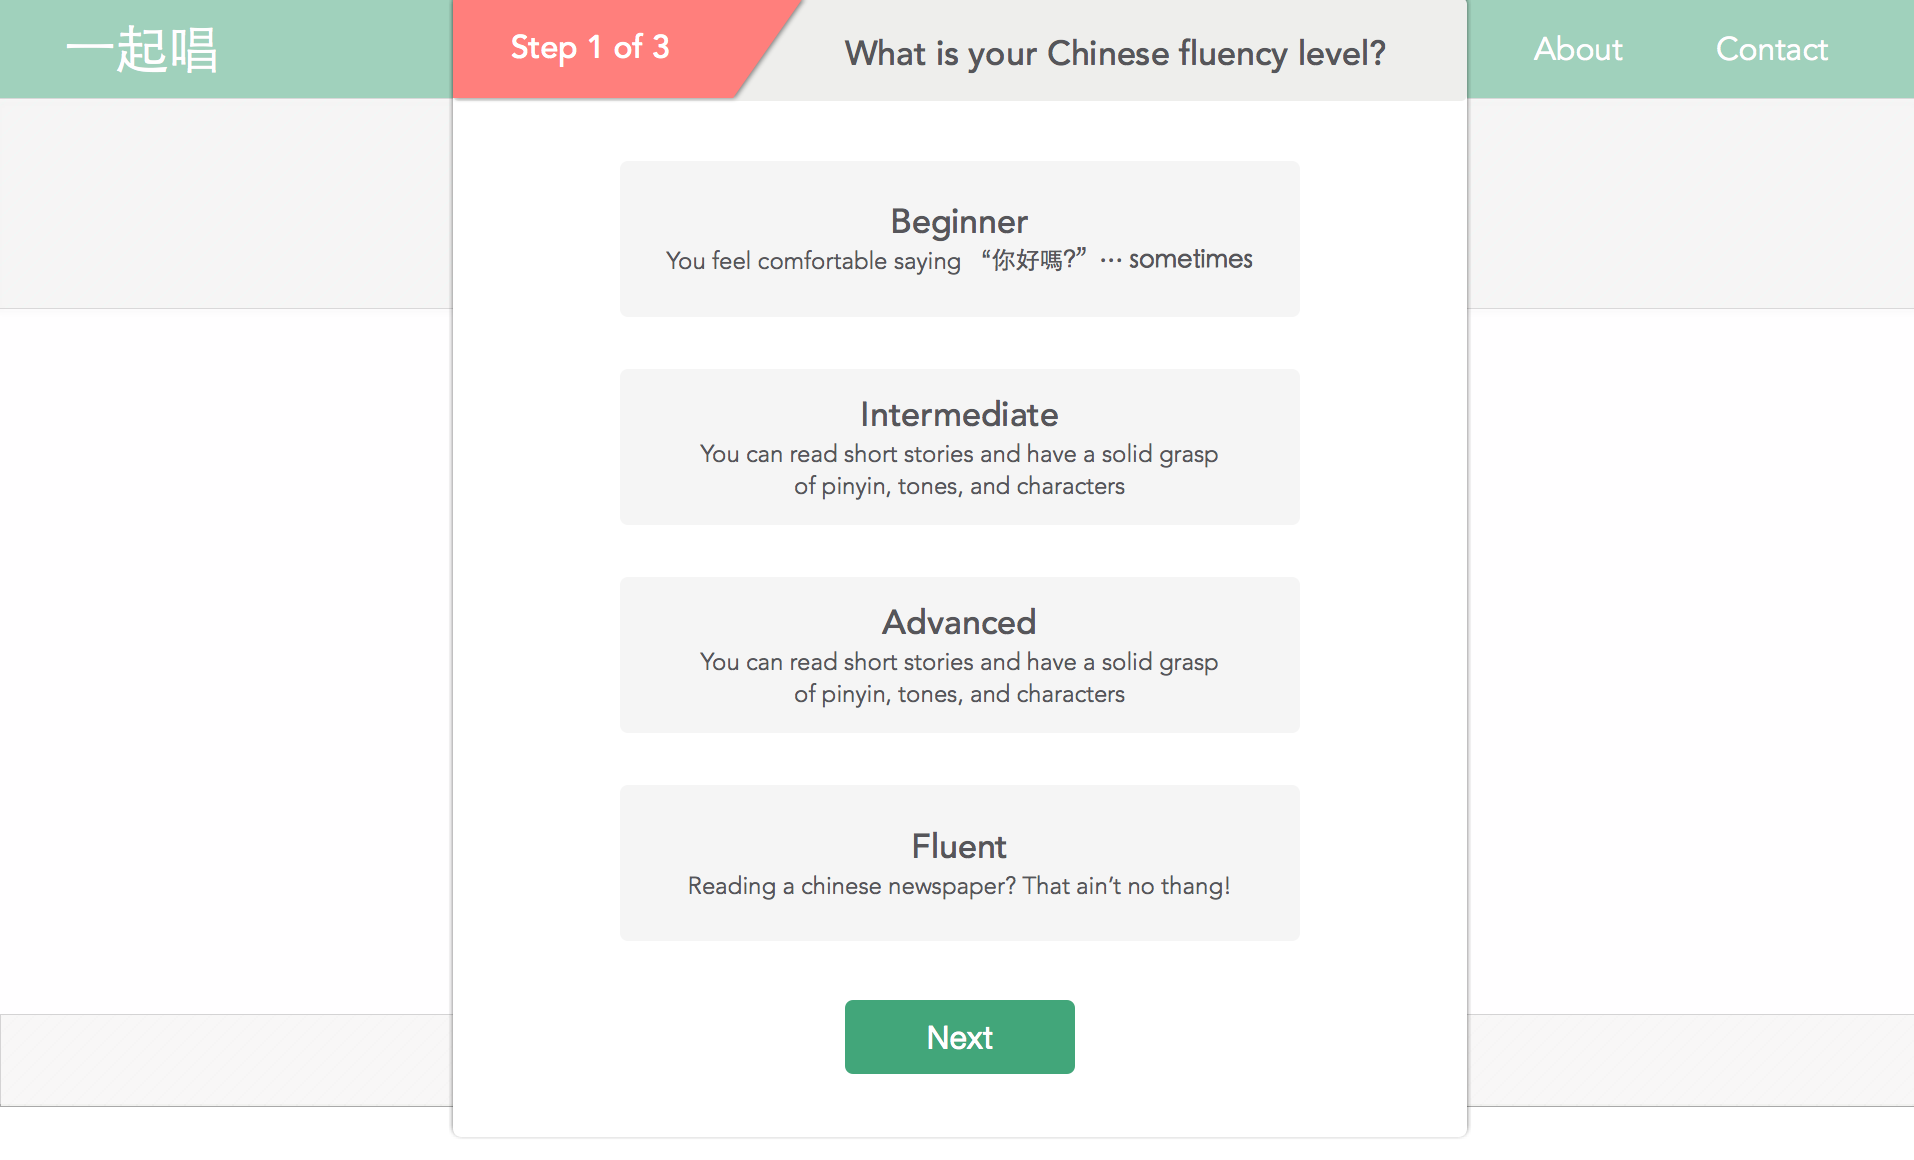 一起唱
Step 1 of 3
What is your Chinese fluency level?
About
Contact
Beginner
You feel comfortable saying “你好嗎?” ··· sometimes
Intermediate
You can read short stories and have a solid grasp
of pinyin, tones, and characters
Advanced
You can read short stories and have a solid grasp
of pinyin, tones, and characters
Fluent
Reading a chinese newspaper? That ain’t no thang!
Next